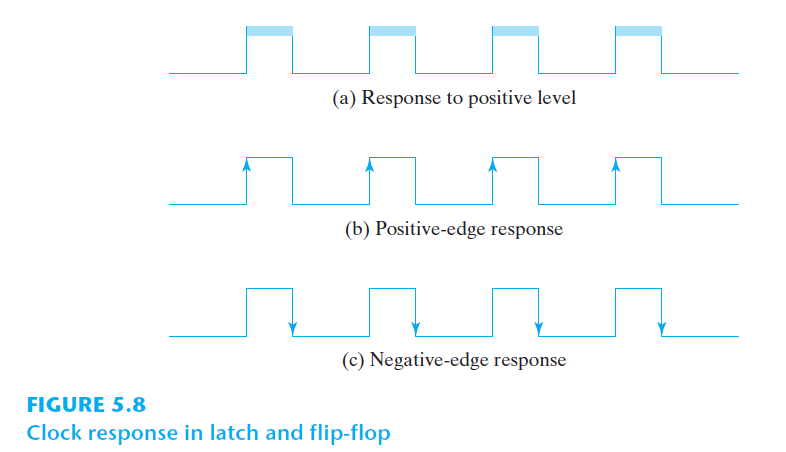 (a) Response to positive level
(b) Positive-edge response
(c) Negative-edge response
FIGURE 5.8
Clock response in latch and flip-flop